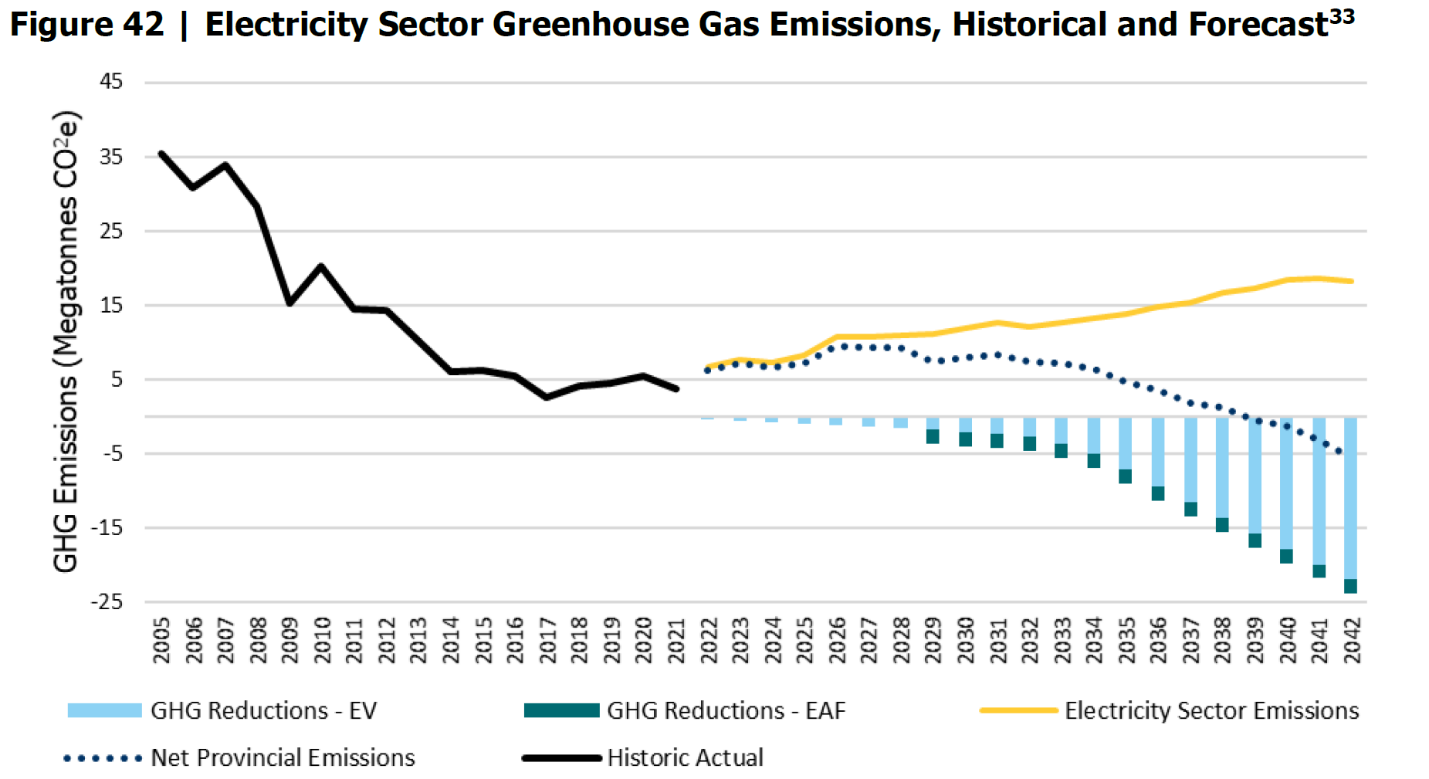 Figure 42 | Electricity Sector Greenhouse Gas Emissions, Historical and Forecast³³
GHG Emissions (Megatonnes CO²e)
45
35
25
15
5
-5
-15
-25
2005 2006 2007 2008 2009 2010 2011 2012 2013 2014 2015 2016 2017 2018 2019 2020 2021 2022 2023 2024 2025 2026 2027 2028 2029 2030 2031 2032 2033 2034 2035 2036 2037 2038 2039 2040 2041 2042
GHG Reductions - EV GHG Reductions - EAF Electricity Sector Emissions
Net Provincial Emissions Historic Actual